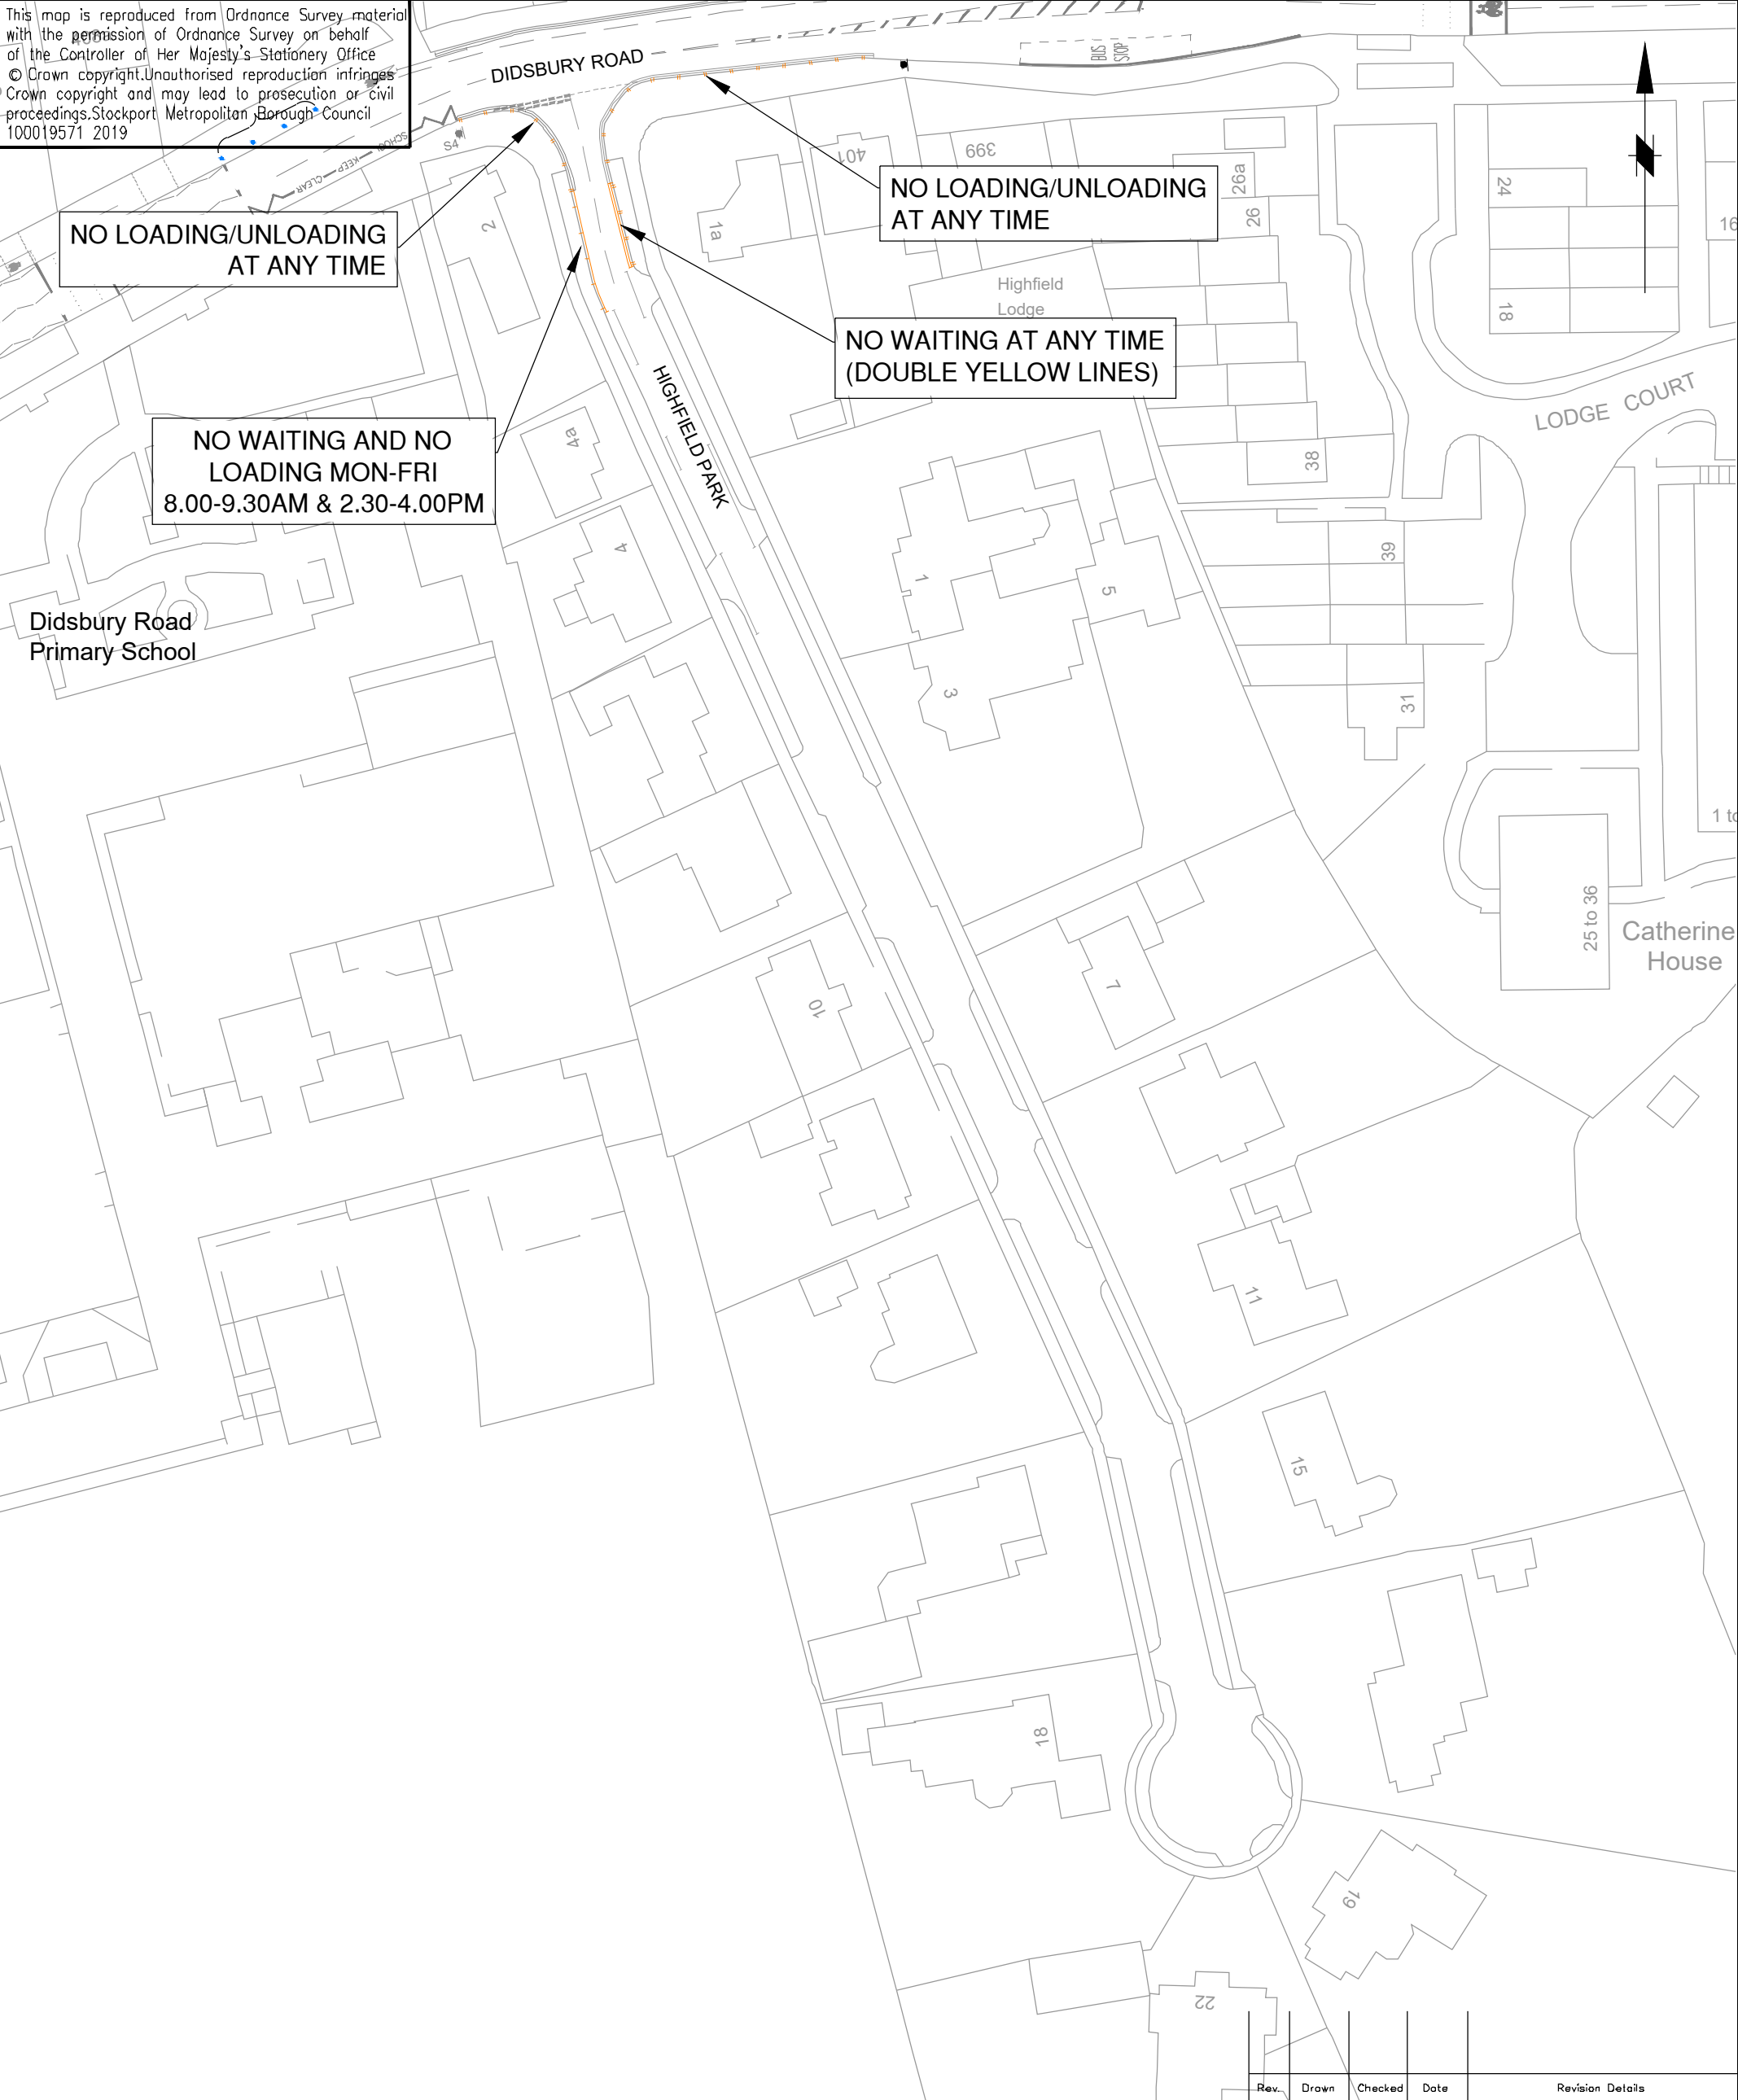 This map is reproduced from Ordnance Survey material
with the permission of Ordnance Survey on behalf
of the Controller of Her Majesty's Stationery Office
© Crown copyright.Unauthorised reproduction infringes
Crown copyright and may lead to prosecution or civil
proceedings.Stockport Metropolitan Borough Council
100019571 2019
DIDSBURY ROAD
BUS
STOP
SCHOOL KEEP CLEAR
S4
NO LOADING/UNLOADING
AT ANY TIME
NO LOADING/UNLOADING
AT ANY TIME
NO WAITING AT ANY TIME
(DOUBLE YELLOW LINES)
NO WAITING AND NO
LOADING MON-FRI
8.00-9.30AM & 2.30-4.00PM
HIGHFIELD PARK
Highfield
Lodge
LODGE COURT
Didsbury Road
Primary School
2
1a
401
399
26a
26
24
16
18
38
39
31
4a
4
1
5
3
1 to
25 to 36
Catherine
House
7
10
11
15
18
19
22
Rev.
Drawn
Checked
Date
Revision Details